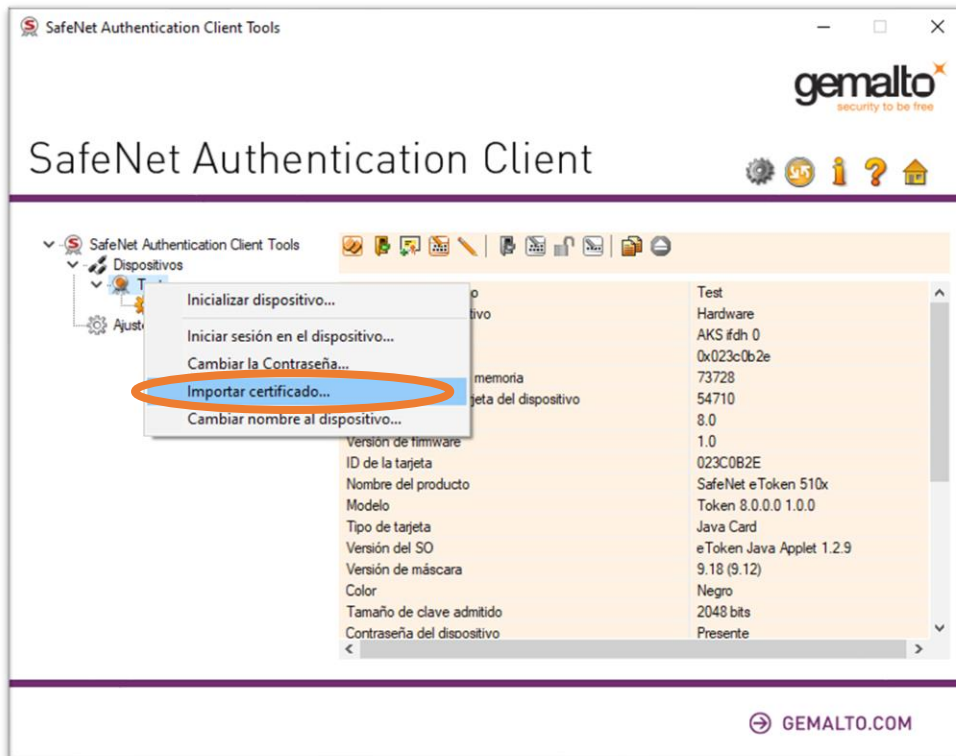 SafeNet Authentication Client Tools
gemalto
security to be free
SafeNet Authentication Client
SafeNet Authentication Client Tools
Dispositivos
Inicializar dispositivo...
Iniciar sesión en el dispositivo...
Cambiar la Contraseña...
Importar certificado...
Cambiar nombre al dispositivo...
Test
Hardware
AKS ifdh 0
0x023c0b2e
memoria 73728
del dispositivo 54710
8.0
Versión de firmware 1.0
ID de la tarjeta 023C0B2E
Nombre del producto SafeNet eToken 510x
Modelo Token 8.0.0.0 1.0.0
Tipo de tarjeta Java Card
Versión del SO eToken Java Applet 1.2.9
Versión de máscara 9.18 (9.12)
Color Negro
Tamaño de clave admitido 2048 bits
Contraseña del dispositivo Presente
GEMALTO.COM